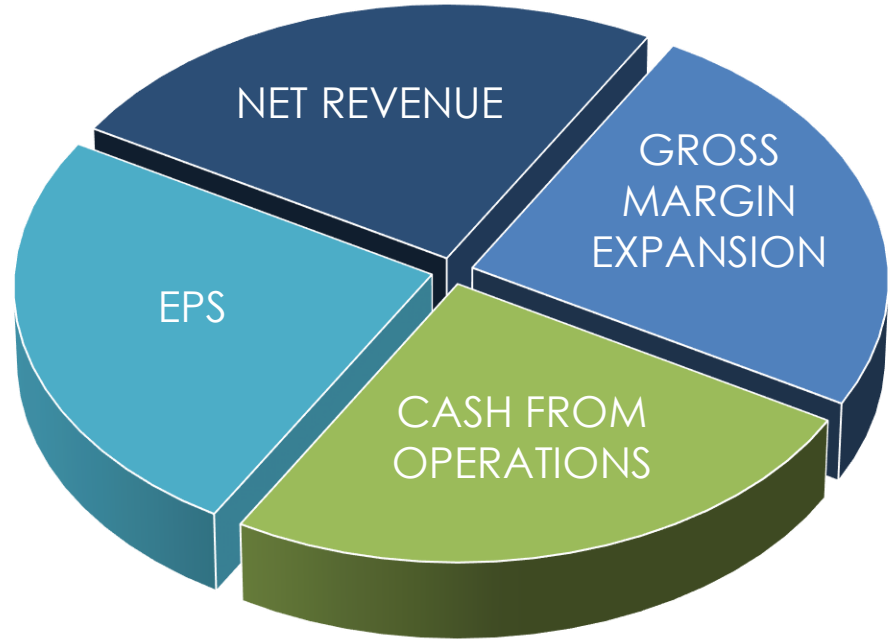 NET REVENUE
GROSS
MARGIN
EXPANSION
EPS
CASH FROM
OPERATIONS